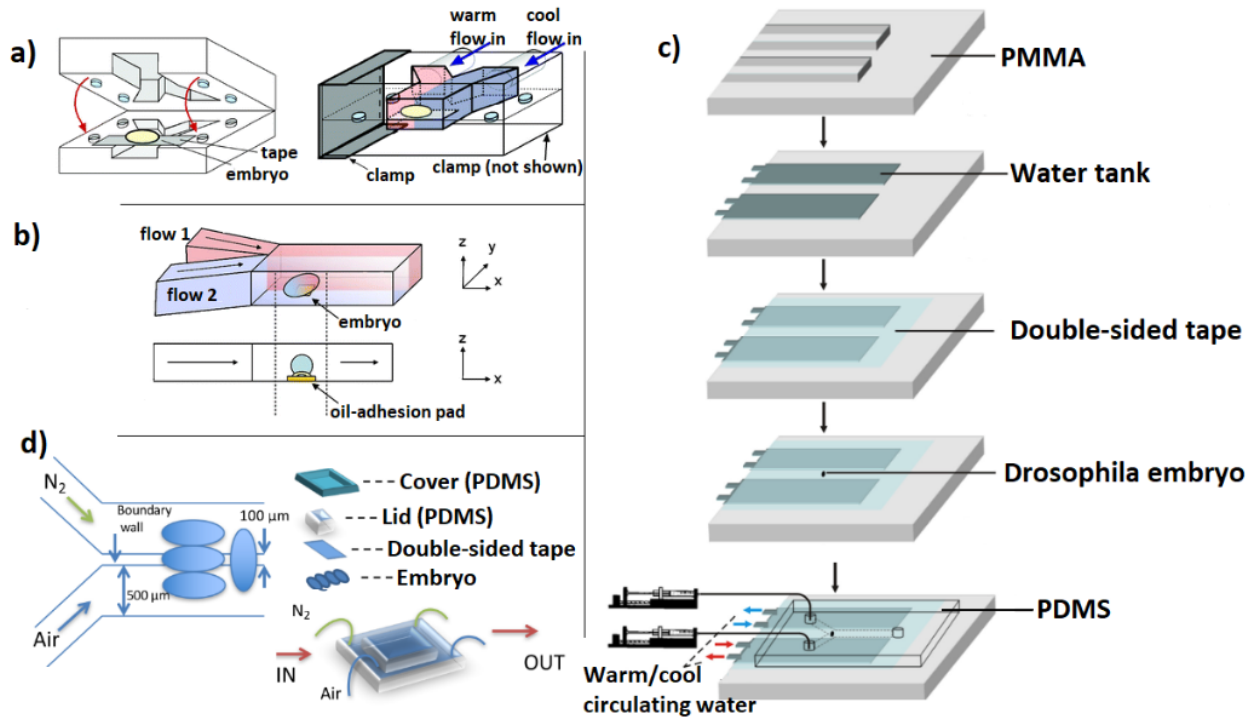 a)
warm
flow in
cool
flow in
tape
embryo
clamp
clamp (not shown)
b)
flow 1
flow 2
embryo
z
y
x
z
x
oil-adhesion pad
c)
PMMA
Water tank
Double-sided tape
Drosophila embryo
PDMS
Warm/cool
circulating water
d)
N2
Boundary
wall
100 µm
500 µm
Air
Cover (PDMS)
Lid (PDMS)
Double-sided tape
Embryo
N2
IN
Air
OUT